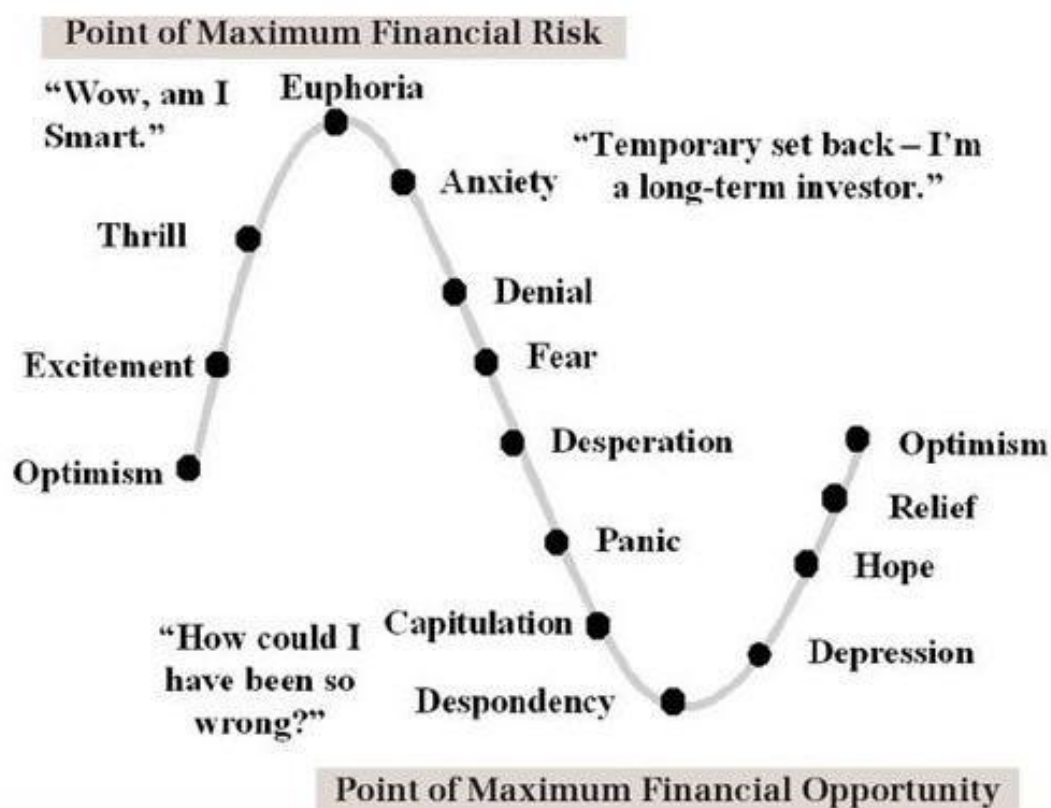 Point of Maximum Financial Risk
“Wow, am I
Smart.”
Euphoria
“Temporary set back – I’m
a long-term investor.”
Anxiety
Thrill
Denial
Excitement
Fear
Optimism
Desperation
Optimism
Relief
Panic
Hope
Capitulation
“How could I
have been so
wrong?”
Depression
Despondency
Point of Maximum Financial Opportunity